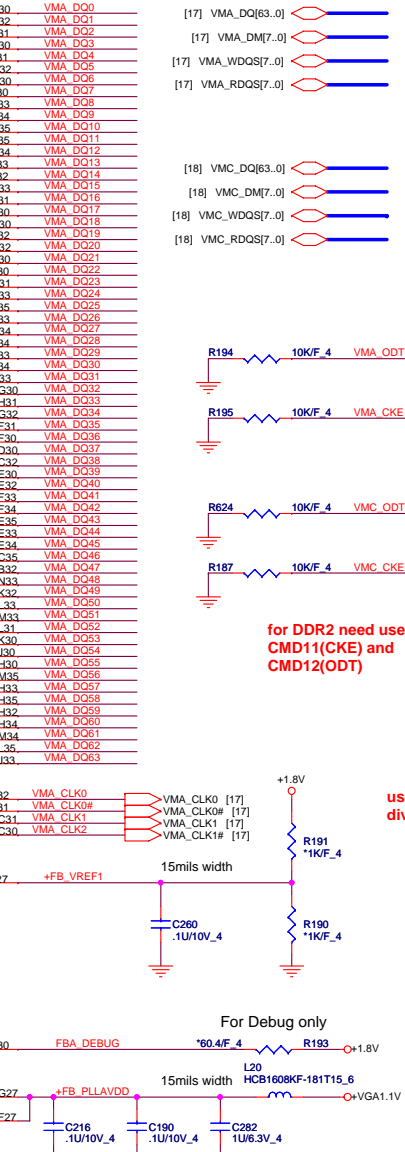 VMA_DQ0
VMA_DQ1
VMA_DQ2
VMA_DQ3
VMA_DQ4
VMA_DQ5
VMA_DQ6
VMA_DQ7
VMA_DQ8
VMA_DQ9
VMA_DQ10
VMA_DQ11
VMA_DQ12
VMA_DQ13
VMA_DQ14
VMA_DQ15
VMA_DQ16
VMA_DQ17
VMA_DQ18
VMA_DQ19
VMA_DQ20
VMA_DQ21
VMA_DQ22
VMA_DQ23
VMA_DQ24
VMA_DQ25
VMA_DQ26
VMA_DQ27
VMA_DQ28
VMA_DQ29
VMA_DQ30
VMA_DQ31
VMA_DQ32
VMA_DQ33
VMA_DQ34
VMA_DQ35
VMA_DQ36
VMA_DQ37
VMA_DQ38
VMA_DQ39
VMA_DQ40
VMA_DQ41
VMA_DQ42
VMA_DQ43
VMA_DQ44
VMA_DQ45
VMA_DQ46
VMA_DQ47
VMA_DQ48
VMA_DQ49
VMA_DQ50
VMA_DQ51
VMA_DQ52
VMA_DQ53
VMA_DQ54
VMA_DQ55
VMA_DQ56
VMA_DQ57
VMA_DQ58
VMA_DQ59
VMA_DQ60
VMA_DQ61
VMA_DQ62
VMA_DQ63
[17] VMA_DQ[63..0]
[17] VMA_DM[7..0]
[17] VMA_WDQS[7..0]
[17] VMA_RDQS[7..0]
[18] VMC_DQ[63..0]
[18] VMC_DM[7..0]
[18] VMC_WDQS[7..0]
[18] VMC_RDQS[7..0]
R194 10K/F_4 VMA_ODT
R195 10K/F_4 VMA_CKE
R624 10K/F_4 VMC_ODT
R187 10K/F_4 VMC_CKE
for DDR2 need use
CMD11(CKE) and
CMD12(ODT)
VMA_CLK0 VMA_CLK0 [17]
VMA_CLK0# VMA_CLK0# [17]
VMA_CLK1 VMA_CLK1 [17]
VMA_CLK2 VMA_CLK1# [17]
+1.8V
R191
*1K/F_4
15mils width
+FB_VREF1
C260
.1U/10V_4
R190
*1K/F_4
For Debug only
FBA_DEBUG *60.4/F_4 R193 +1.8V
L20
HCB1608KF-181T15_6
15mils width
+FB_PLLAVDD +VGA1.1V
C216
.1U/10V_4
C190
.1U/10V_4
C282
1U/6.3V_4